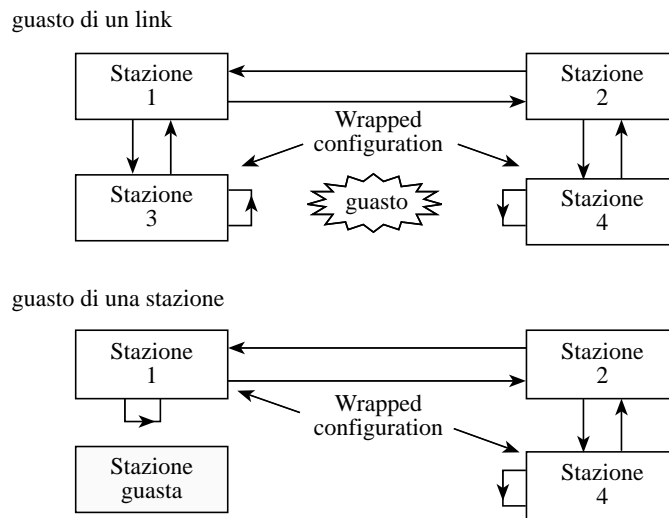 guasto di un link
Stazione
1
Stazione
2
Wrapped
configuration
Stazione
3
guasto
Stazione
4
guasto di una stazione
Stazione
1
Stazione
2
Wrapped
configuration
Stazione
guasta
Stazione
4